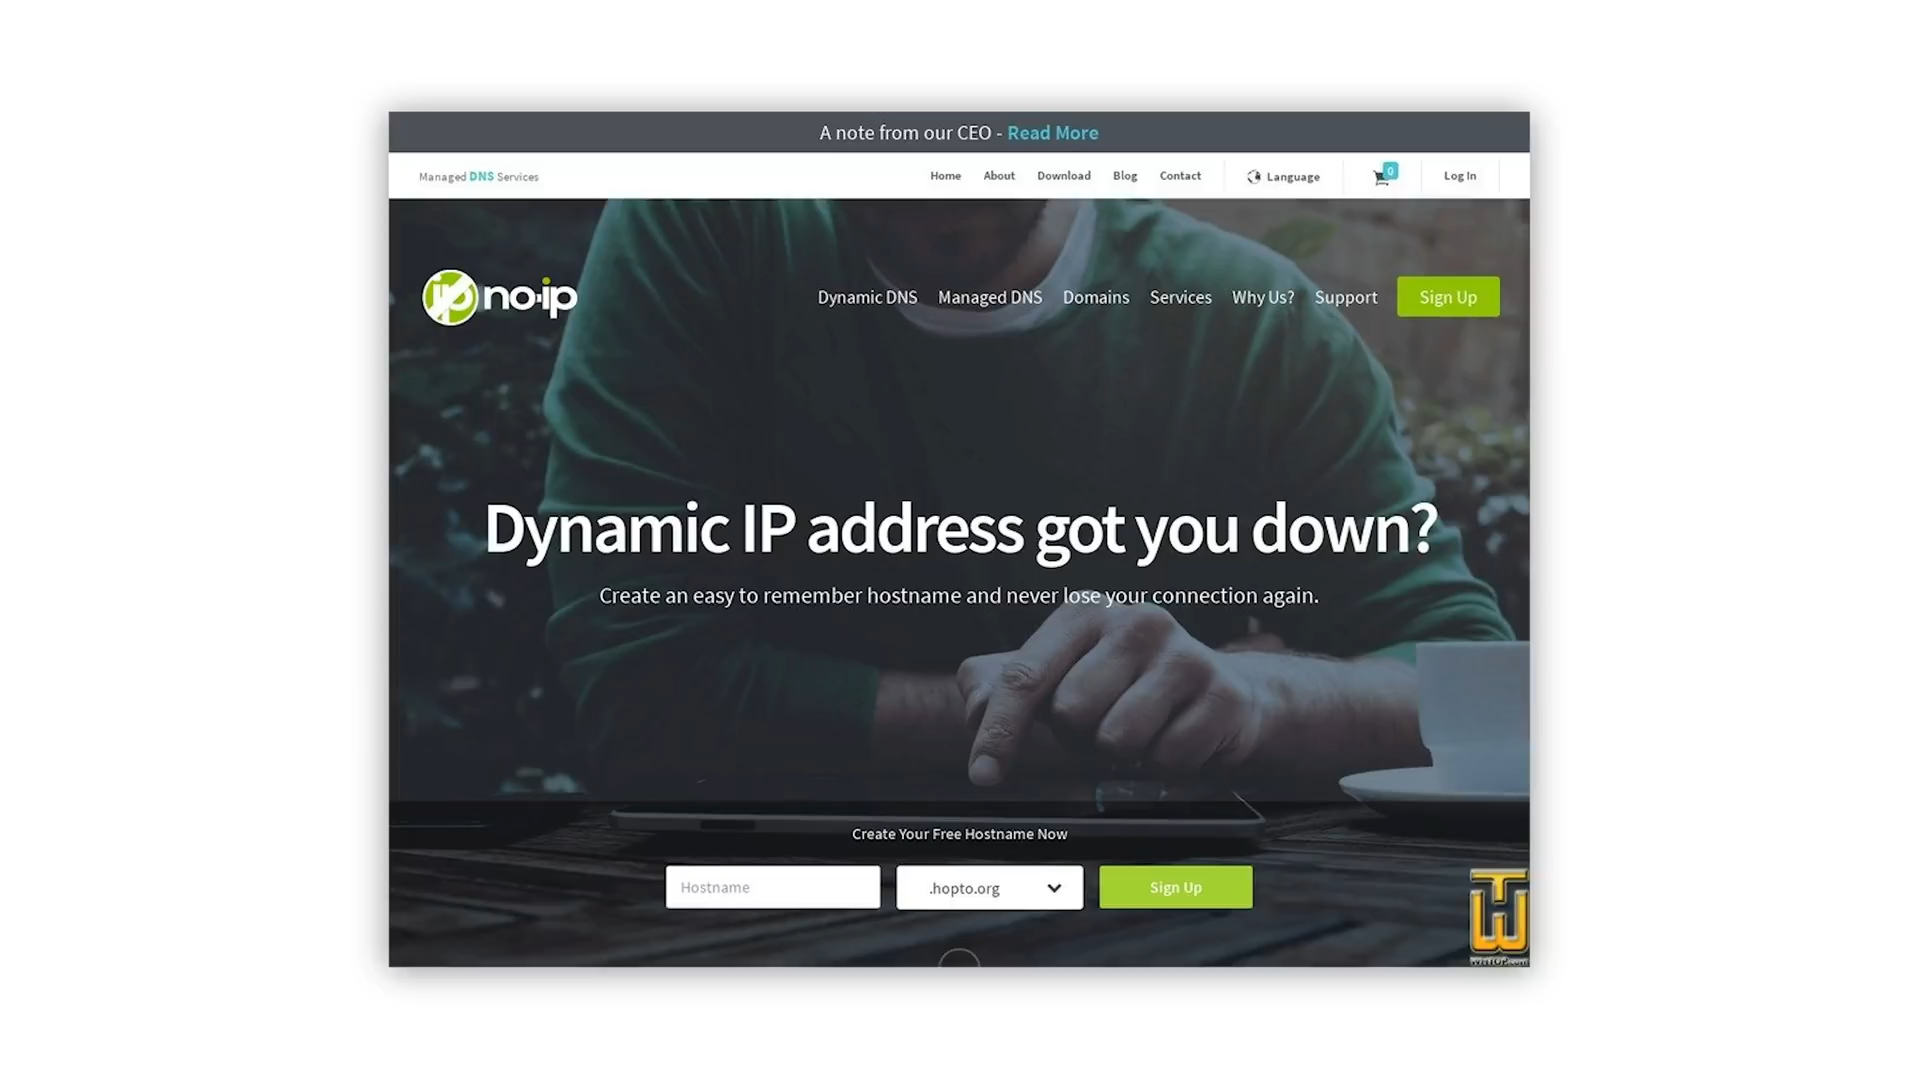 A note from our CEO - Read More
Managed DNS Services
Home About Download Blog Contact Language 0 Log In
no-ip
Dynamic DNS Managed DNS Domains Services Why Us? Support Sign Up
Dynamic IP address got you down?
Create an easy to remember hostname and never lose your connection again.
Create Your Free Hostname Now
Hostname .hopto.org Sign Up